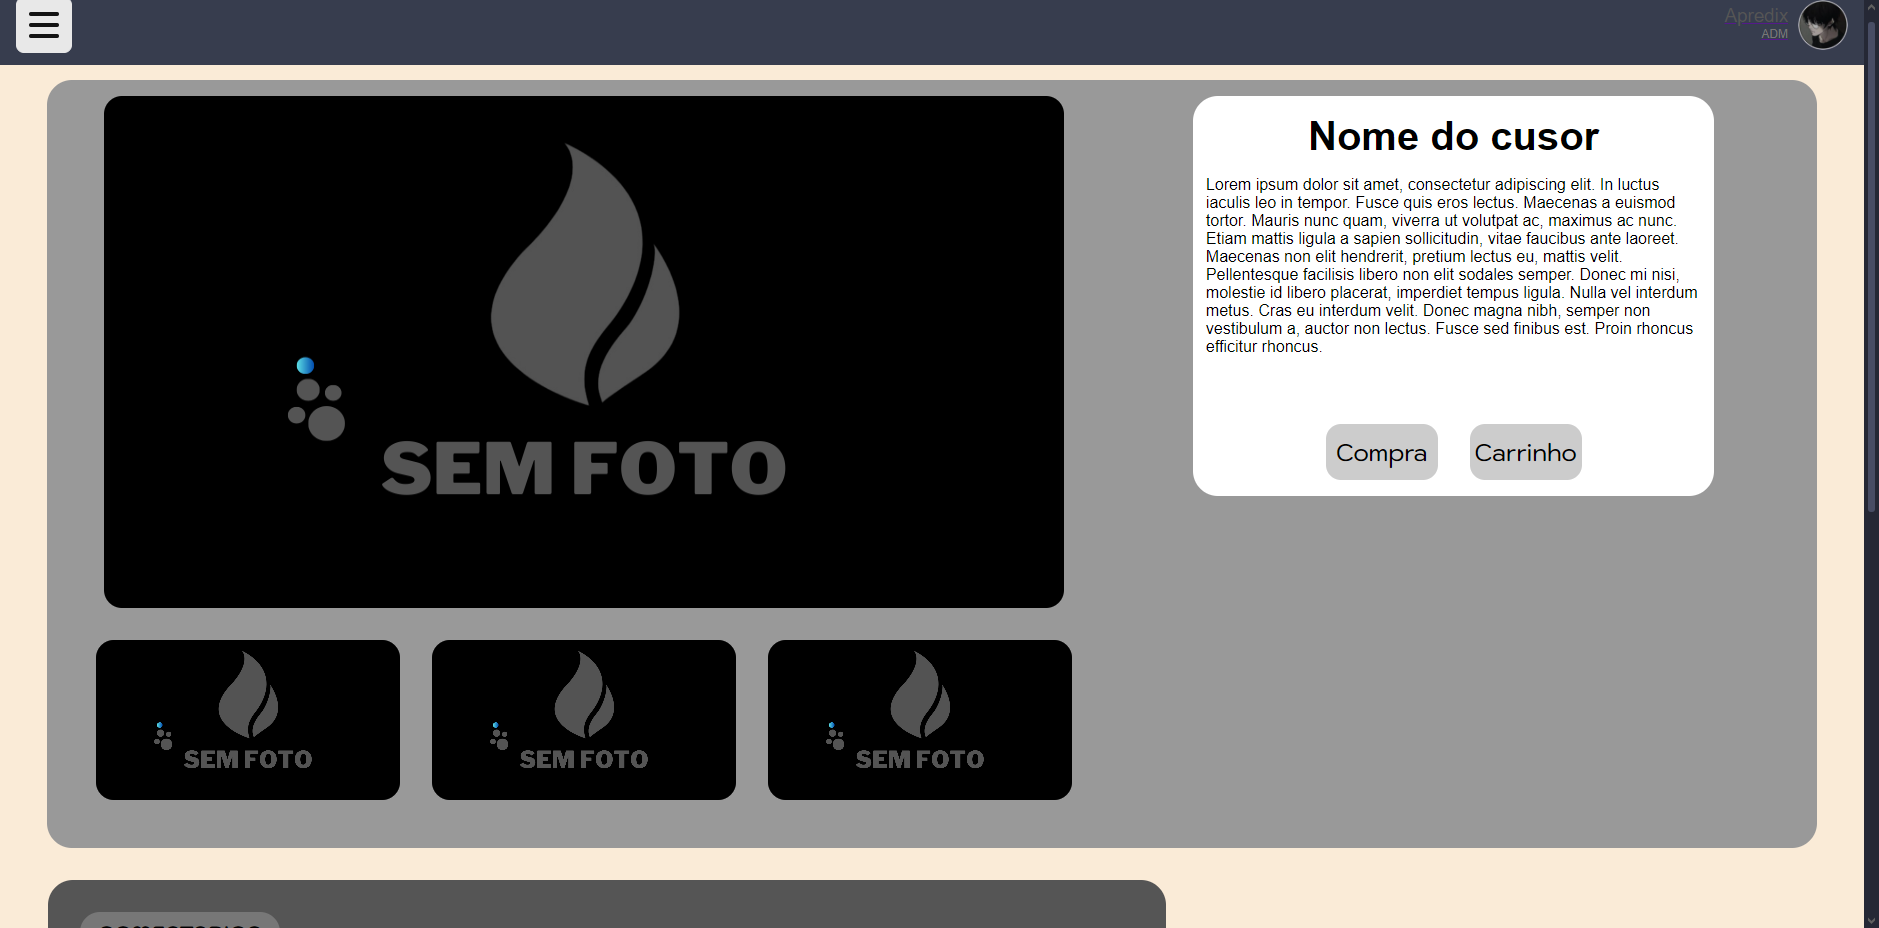 Apredix
ADM
SEM FOTO
Nome do cusor
Lorem ipsum dolor sit amet, consectetur adipiscing elit. In luctus
iaculis leo in tempor. Fusce quis eros lectus. Maecenas a euismod
tortor. Mauris nunc quam, viverra ut volutpat ac, maximus ac nunc.
Etiam mattis ligula a sapien sollicitudin, vitae faucibus ante laoreet.
Maecenas non elit hendrerit, pretium lectus eu, mattis velit.
Pellentesque facilisis libero non elit sodales semper. Donec mi nisi,
molestie id libero placerat, imperdiet tempus ligula. Nulla vel interdum
metus. Cras eu interdum velit. Donec magna nibh, semper non
vestibulum a, auctor non lectus. Fusce sed finibus est. Proin rhoncus
efficitur rhoncus.
Compra
Carrinho
SEM FOTO
SEM FOTO
SEM FOTO